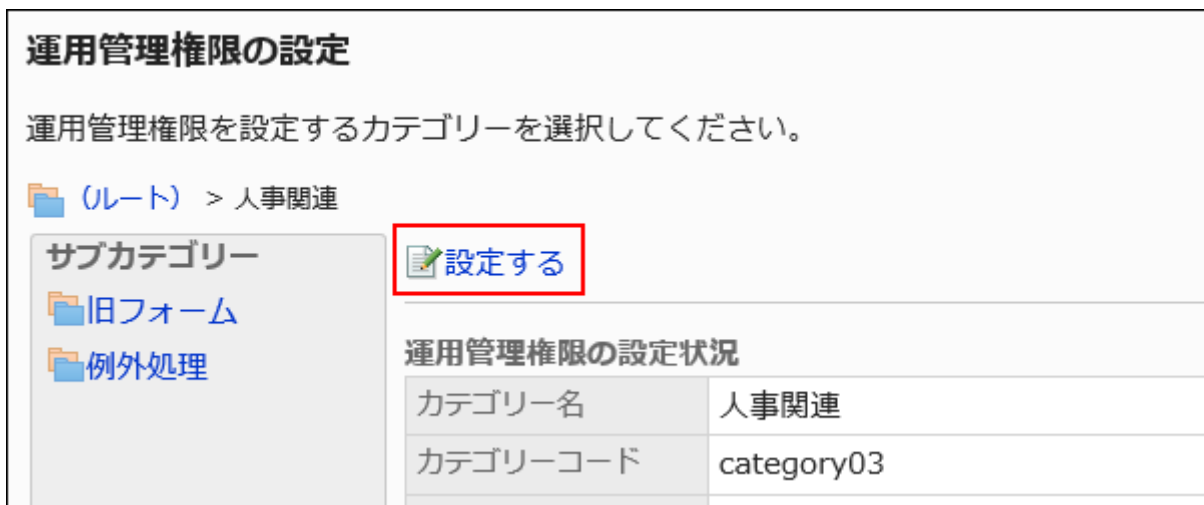 運用管理権限の設定
運用管理権限を設定するカテゴリーを選択してください。
（ルート） > 人事関連
サブカテゴリー
旧フォーム
例外処理
設定する
運用管理権限の設定状況
カテゴリー名 人事関連
カテゴリーコード category03